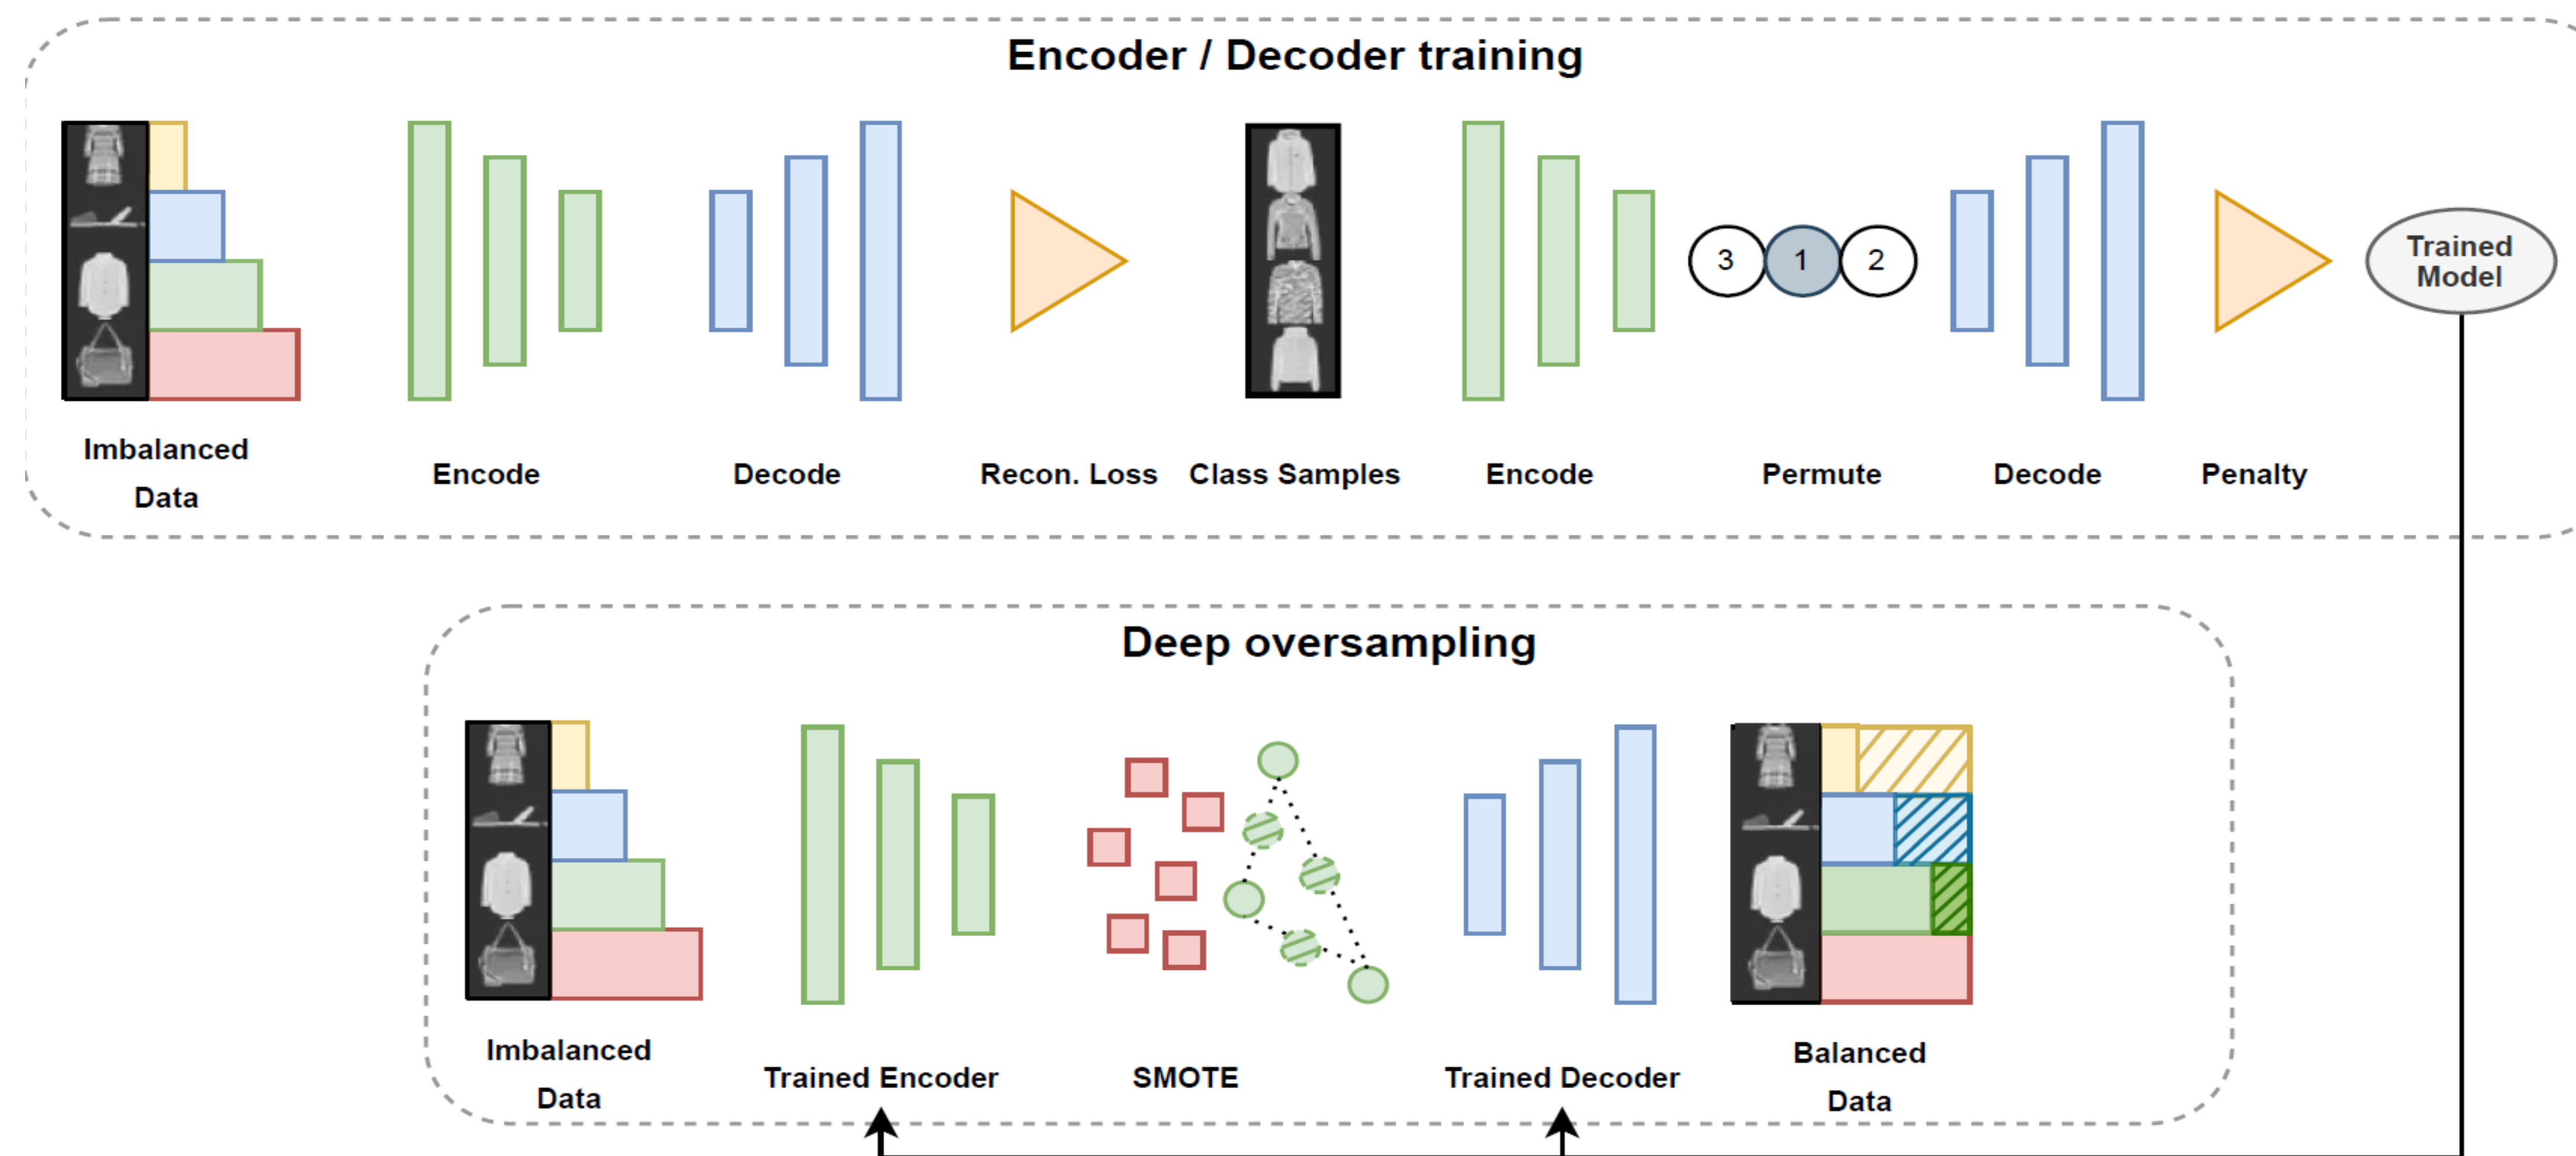 Encoder / Decoder training
3 1 2
Trained
Model
Imbalanced
Data
Encode
Decode
Recon. Loss
Class Samples
Encode
Permute
Decode
Penalty
Deep oversampling
Imbalanced
Data
Trained Encoder
SMOTE
Trained Decoder
Balanced
Data